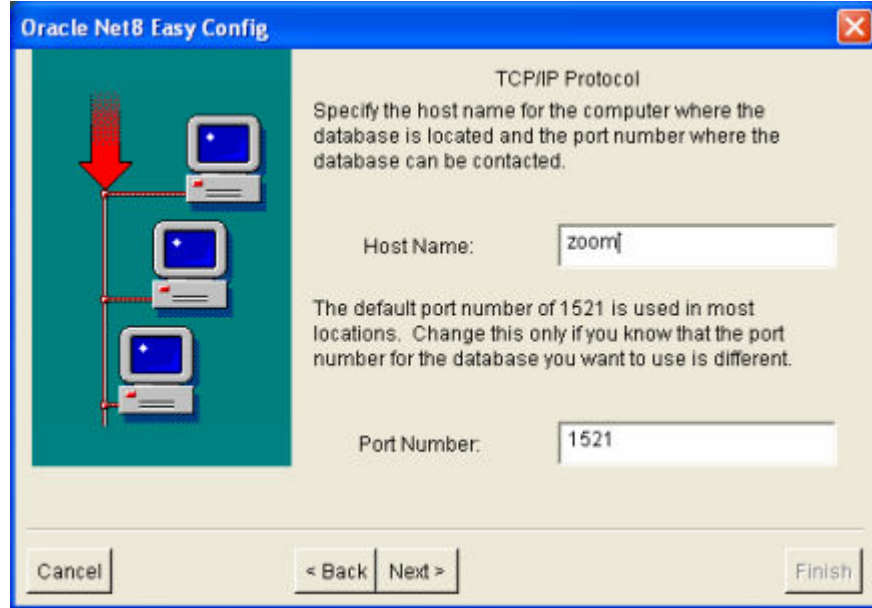 Oracle Net8 Easy Config
TCP/IP Protocol
Specify the host name for the computer where the
database is located and the port number where the
database can be contacted.
Host Name:
zoom
The default port number of 1521 is used in most
locations. Change this only if you know that the port
number for the database you want to use is different.
Port Number:
1521
Cancel
< Back
Next >
Finish